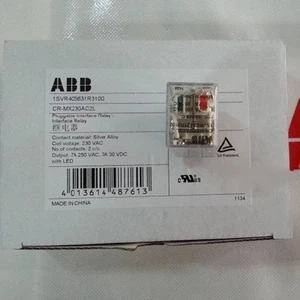 ABB
1SVR405631R3100
CR-MX230AC2L
Pluggable Interface Relay
Interface Relay
继电器
Contact material: Silver Alloy
Coil voltage: 230 VAC
No.of contacts: 2 c/o
Output: 7A 250 VAC, 7A 30 VDC
with LED
4 013614 487613
MADE IN CHINA
1134